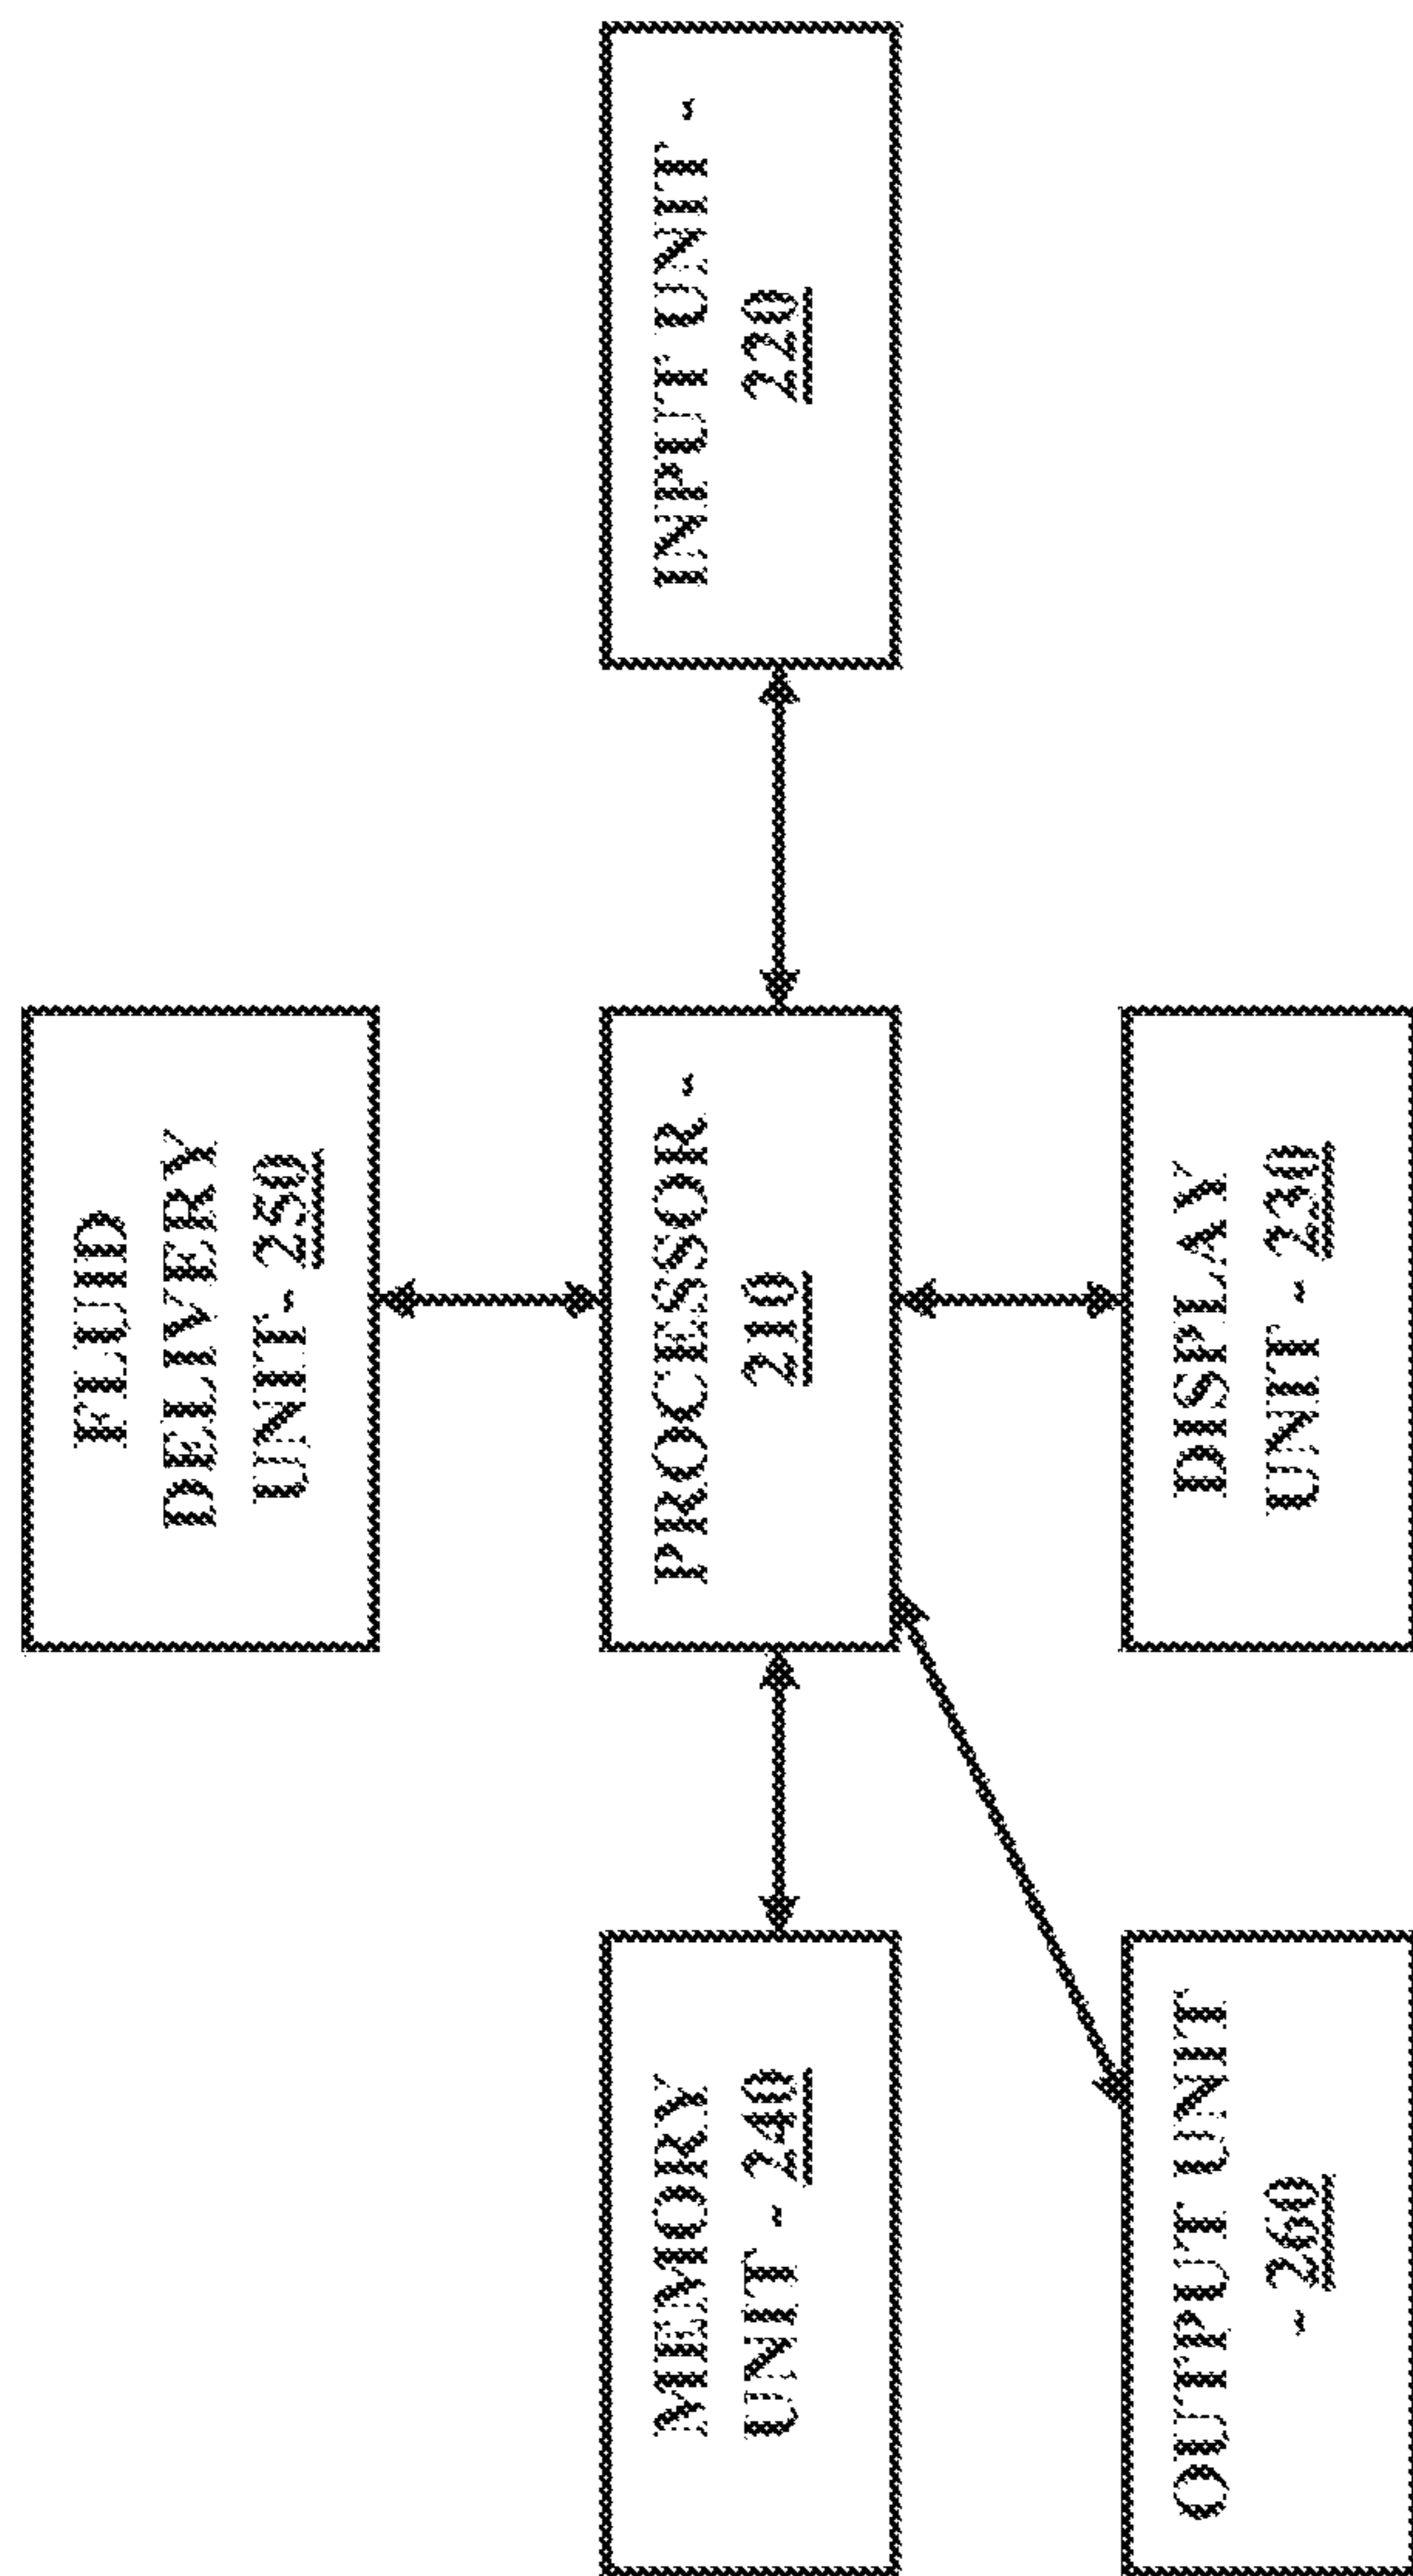 FLUID
DELIVERY
UNIT- 250
MEMORY
UNIT - 240
PROCESSOR -
210
INPUT UNIT -
220
OUTPUT UNIT
- 260
DISPLAY
UNIT - 230